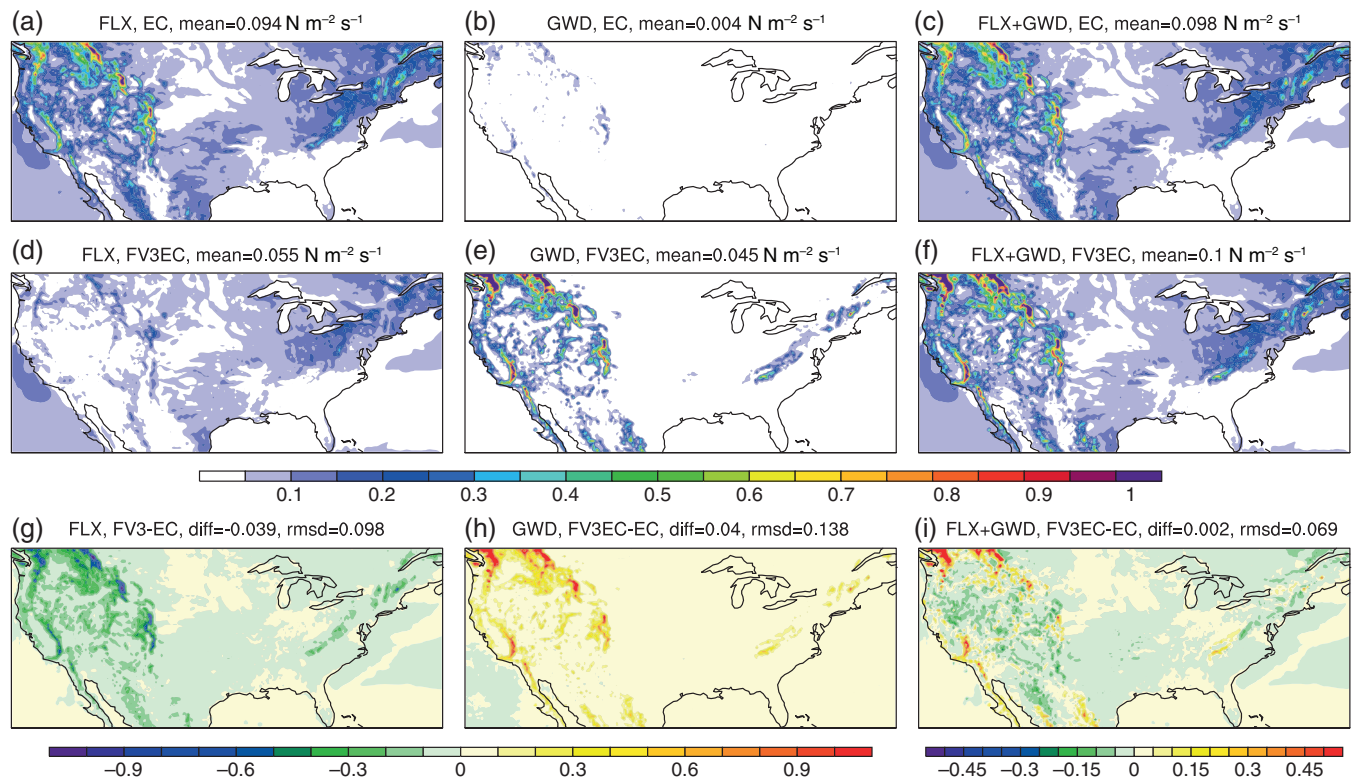 (a) FLX, EC, mean=0.094 N m⁻² s⁻¹
(b) GWD, EC, mean=0.004 N m⁻² s⁻¹
(c) FLX+GWD, EC, mean=0.098 N m⁻² s⁻¹
(d) FLX, FV3EC, mean=0.055 N m⁻² s⁻¹
(e) GWD, FV3EC, mean=0.045 N m⁻² s⁻¹
(f) FLX+GWD, FV3EC, mean=0.1 N m⁻² s⁻¹
0.1 0.2 0.3 0.4 0.5 0.6 0.7 0.8 0.9 1
(g) FLX, FV3-EC, diff=-0.039, rmsd=0.098
(h) GWD, FV3EC-EC, diff=0.04, rmsd=0.138
(i) FLX+GWD, FV3EC-EC, diff=0.002, rmsd=0.069
−0.9 −0.6 −0.3 0 0.3 0.6 0.9
−0.45 −0.3 −0.15 0 0.15 0.3 0.45